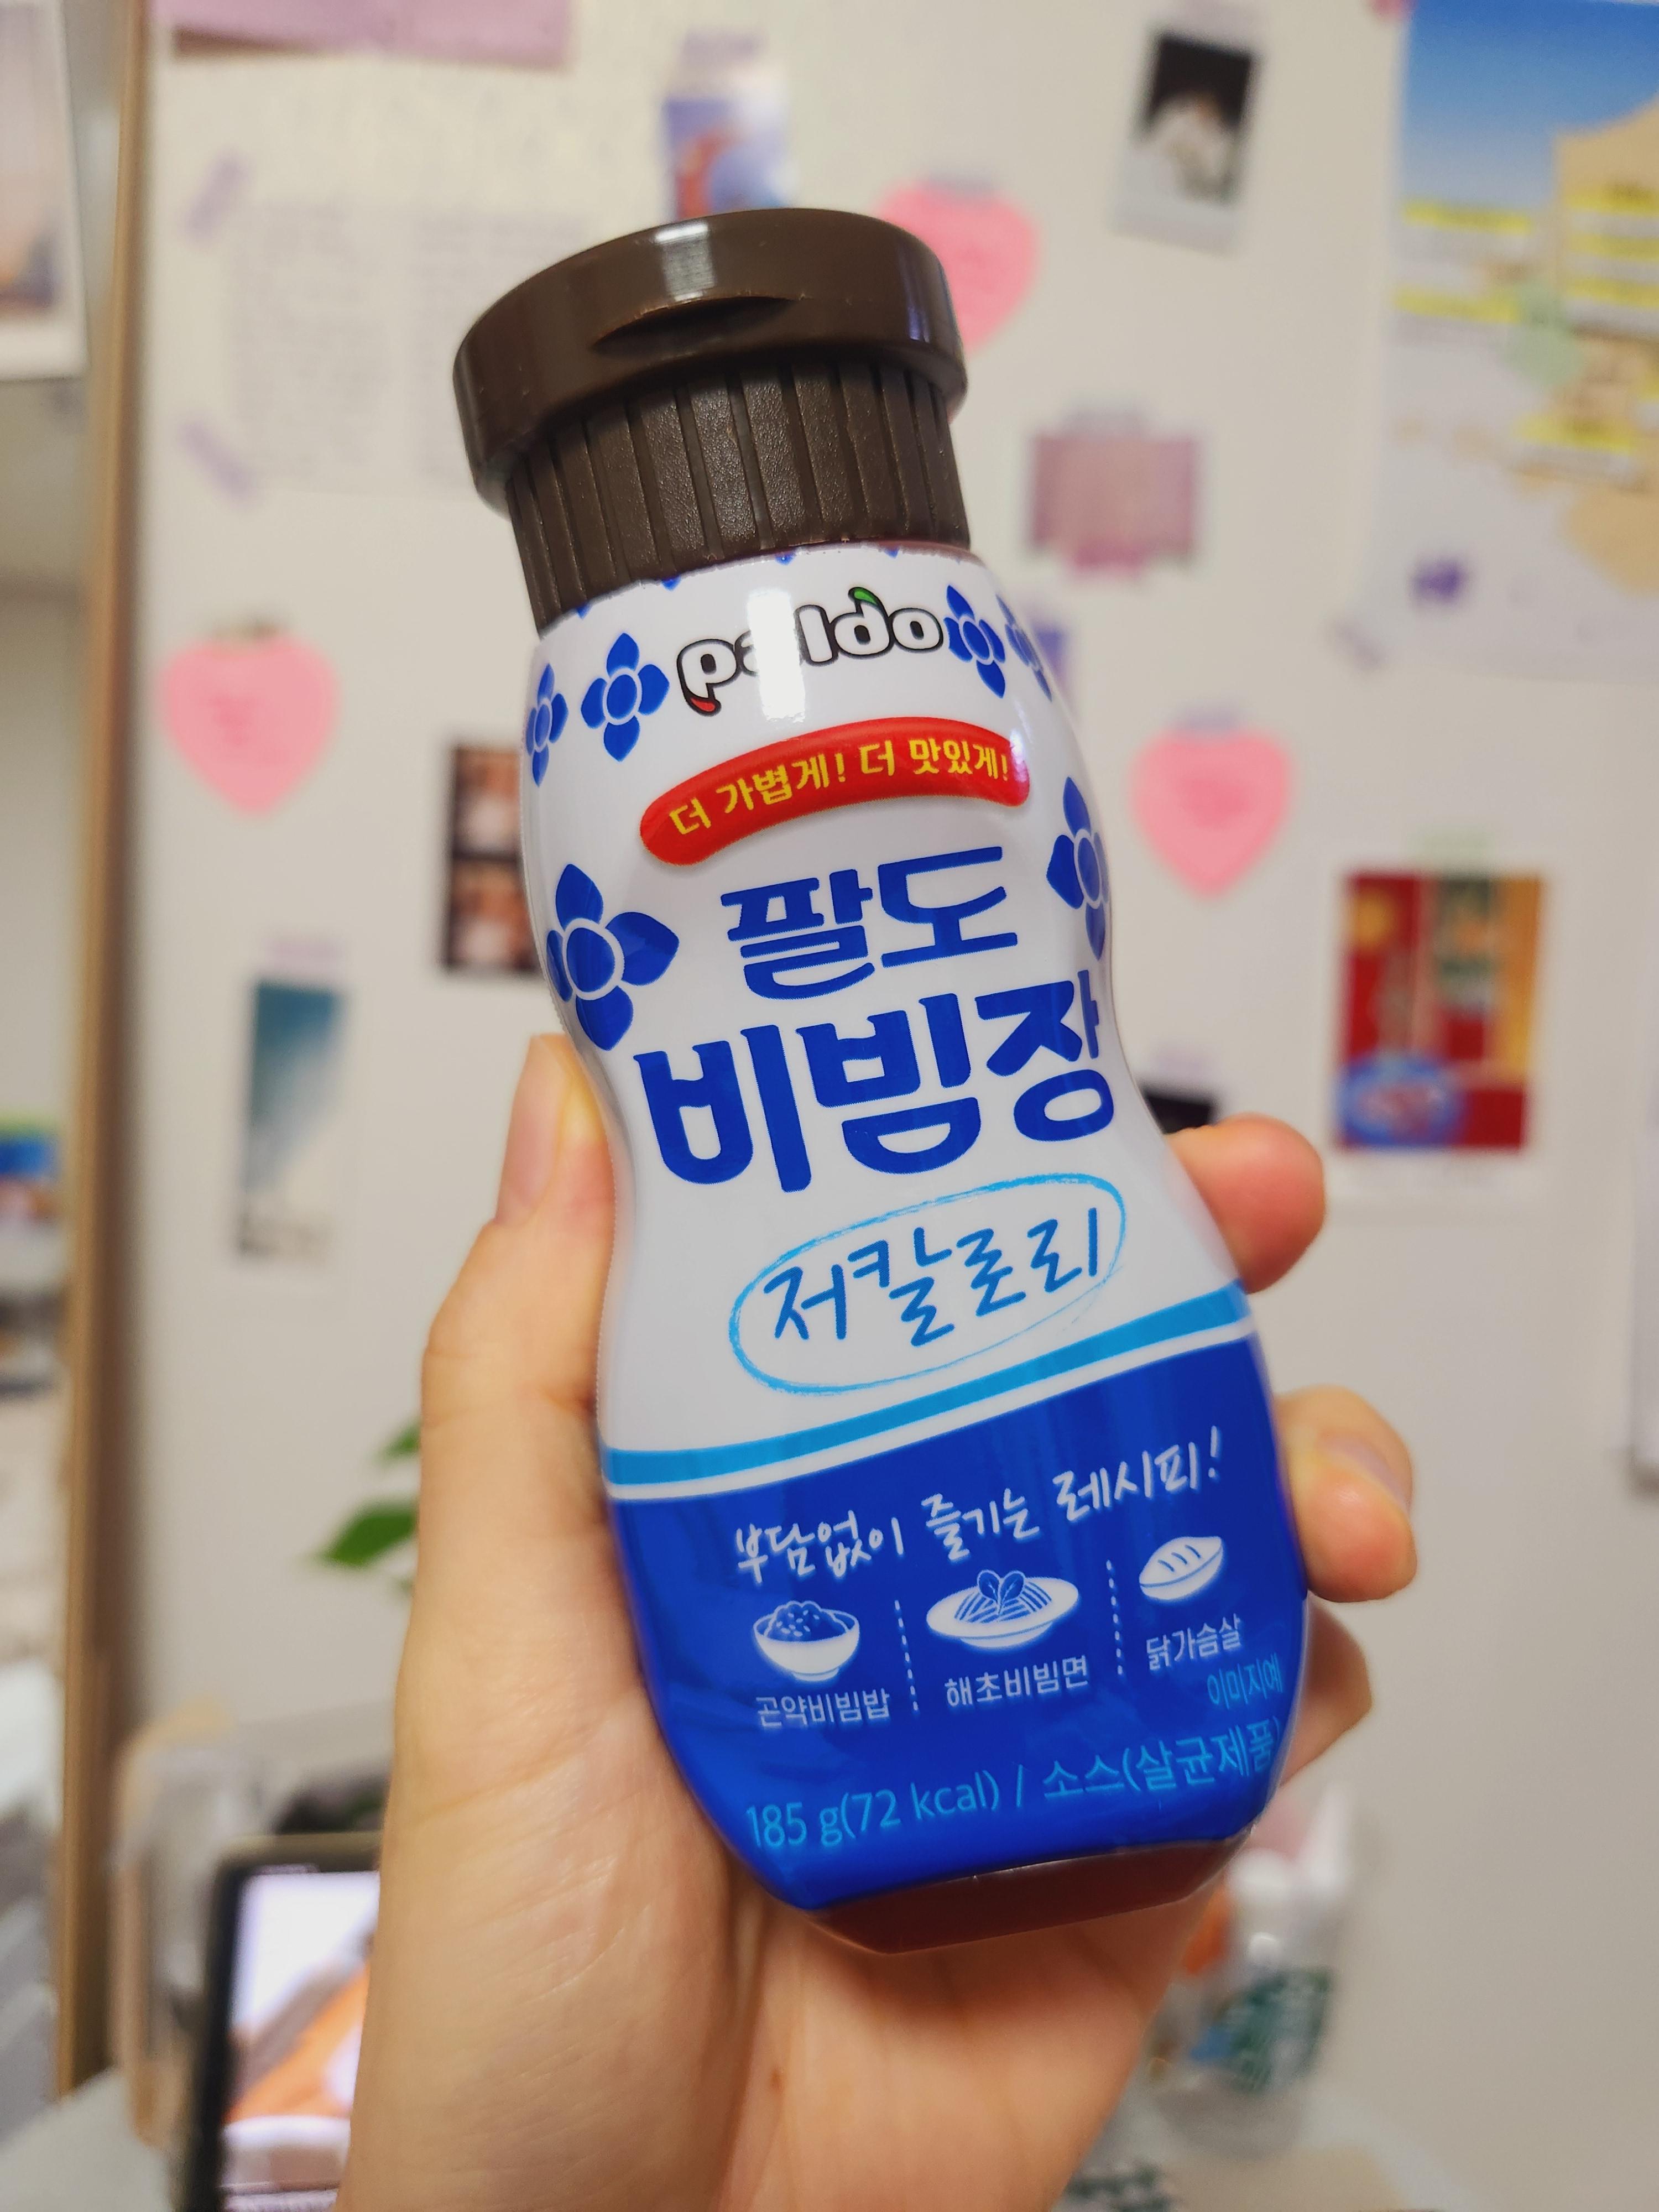 paldo
더 가볍게! 더 맛있게!
팔도
비빔장
저칼로리
부담없이 즐기는 레시피!
곤약비빔밥
해초비빔면
닭가슴살
이미지예
185 g(72 kcal) / 소스(살균제품)